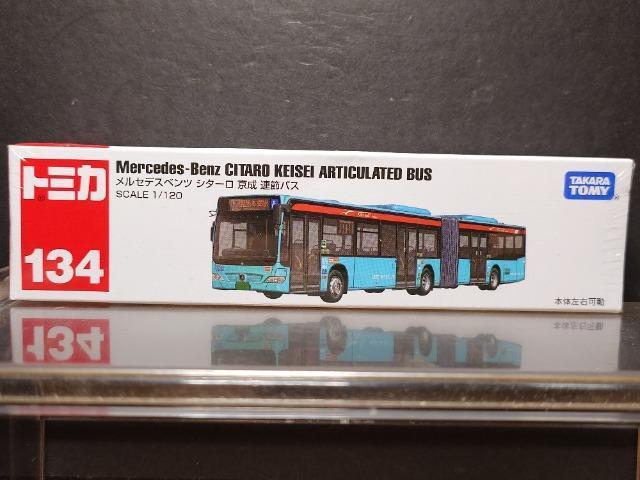 トミカ
134
Mercedes-Benz CITARO KEISEI ARTICULATED BUS
メルセデスベンツ シターロ 京成 連節バス
SCALE 1/120
TAKARA
TOMY
本体左右可動